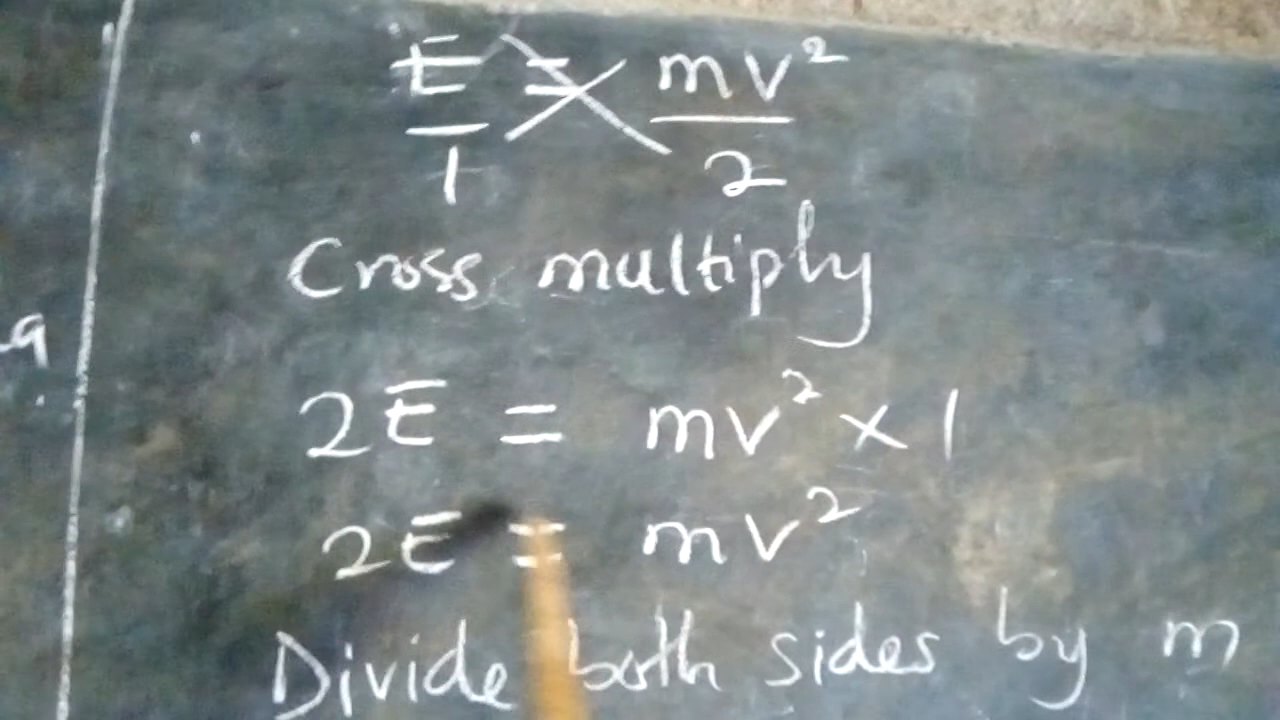 E/1 = mv²/2
Cross multiply
2E = mv² × 1
2E = mv²
Divide both sides by m